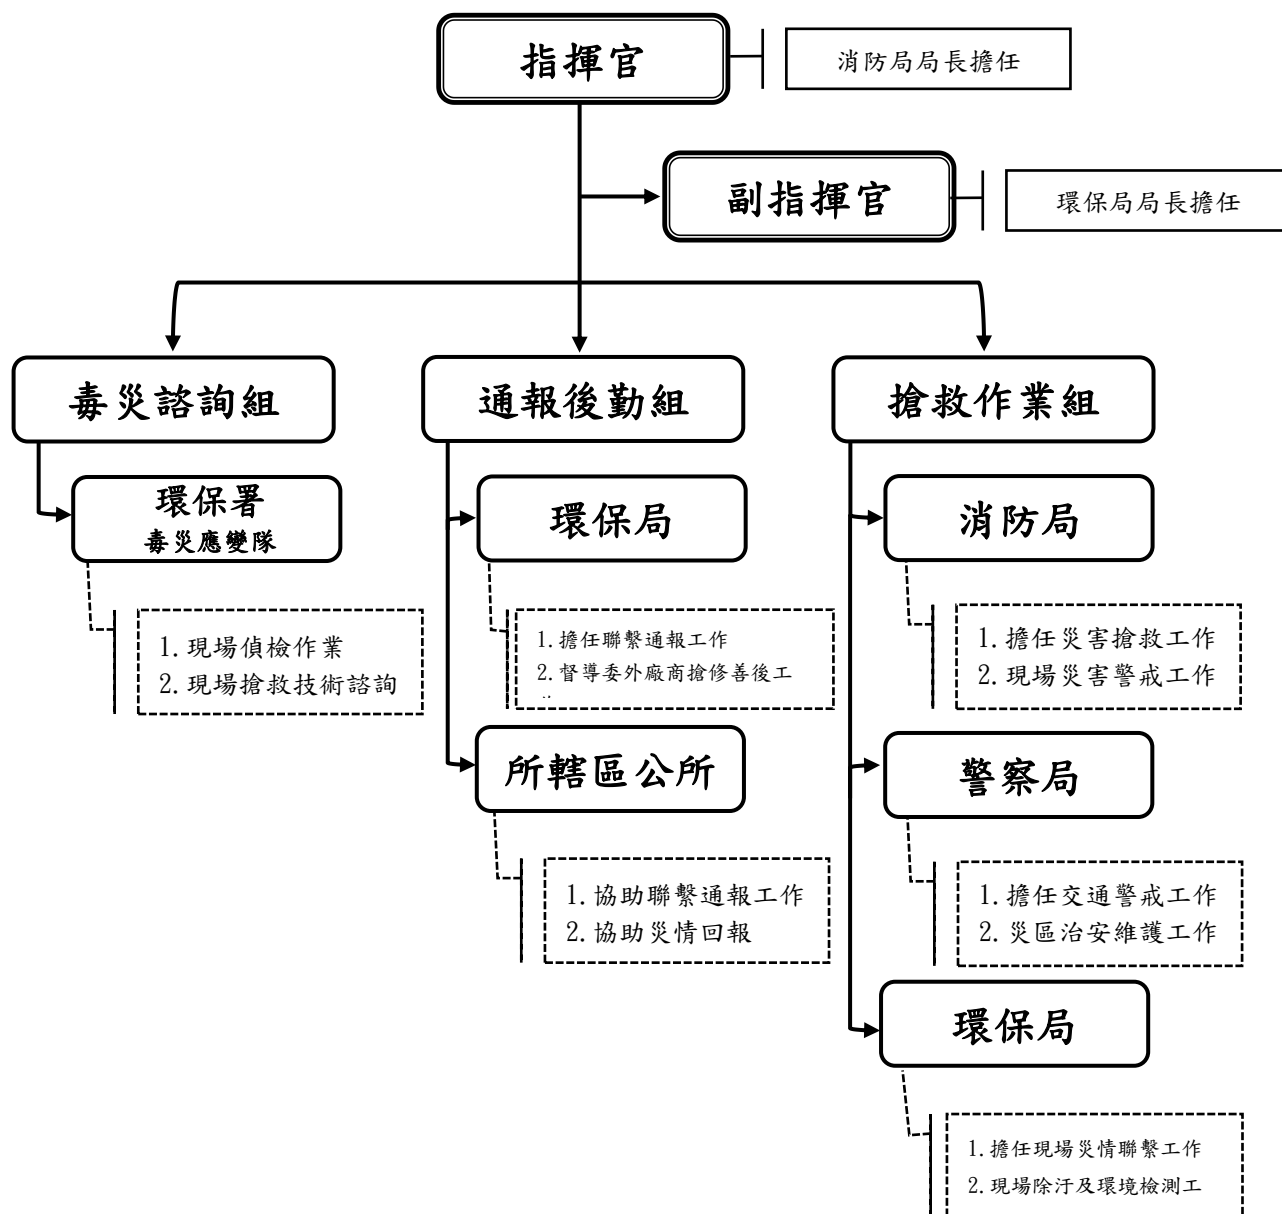 指揮官
消防局局長擔任
副指揮官
環保局局長擔任
毒災諮詢組
環保署
毒災應變隊
1.現場偵檢作業
2.現場搶救技術諮詢
通報後勤組
環保局
1.擔任聯繫通報工作
2.督導委外廠商搶修善後工
所轄區公所
1.協助聯繫通報工作
2.協助災情回報
搶救作業組
消防局
1.擔任災害搶救工作
2.現場災害警戒工作
警察局
1.擔任交通警戒工作
2.災區治安維護工作
環保局
1.擔任現場災情聯繫工作
2.現場除汙及環境檢測工